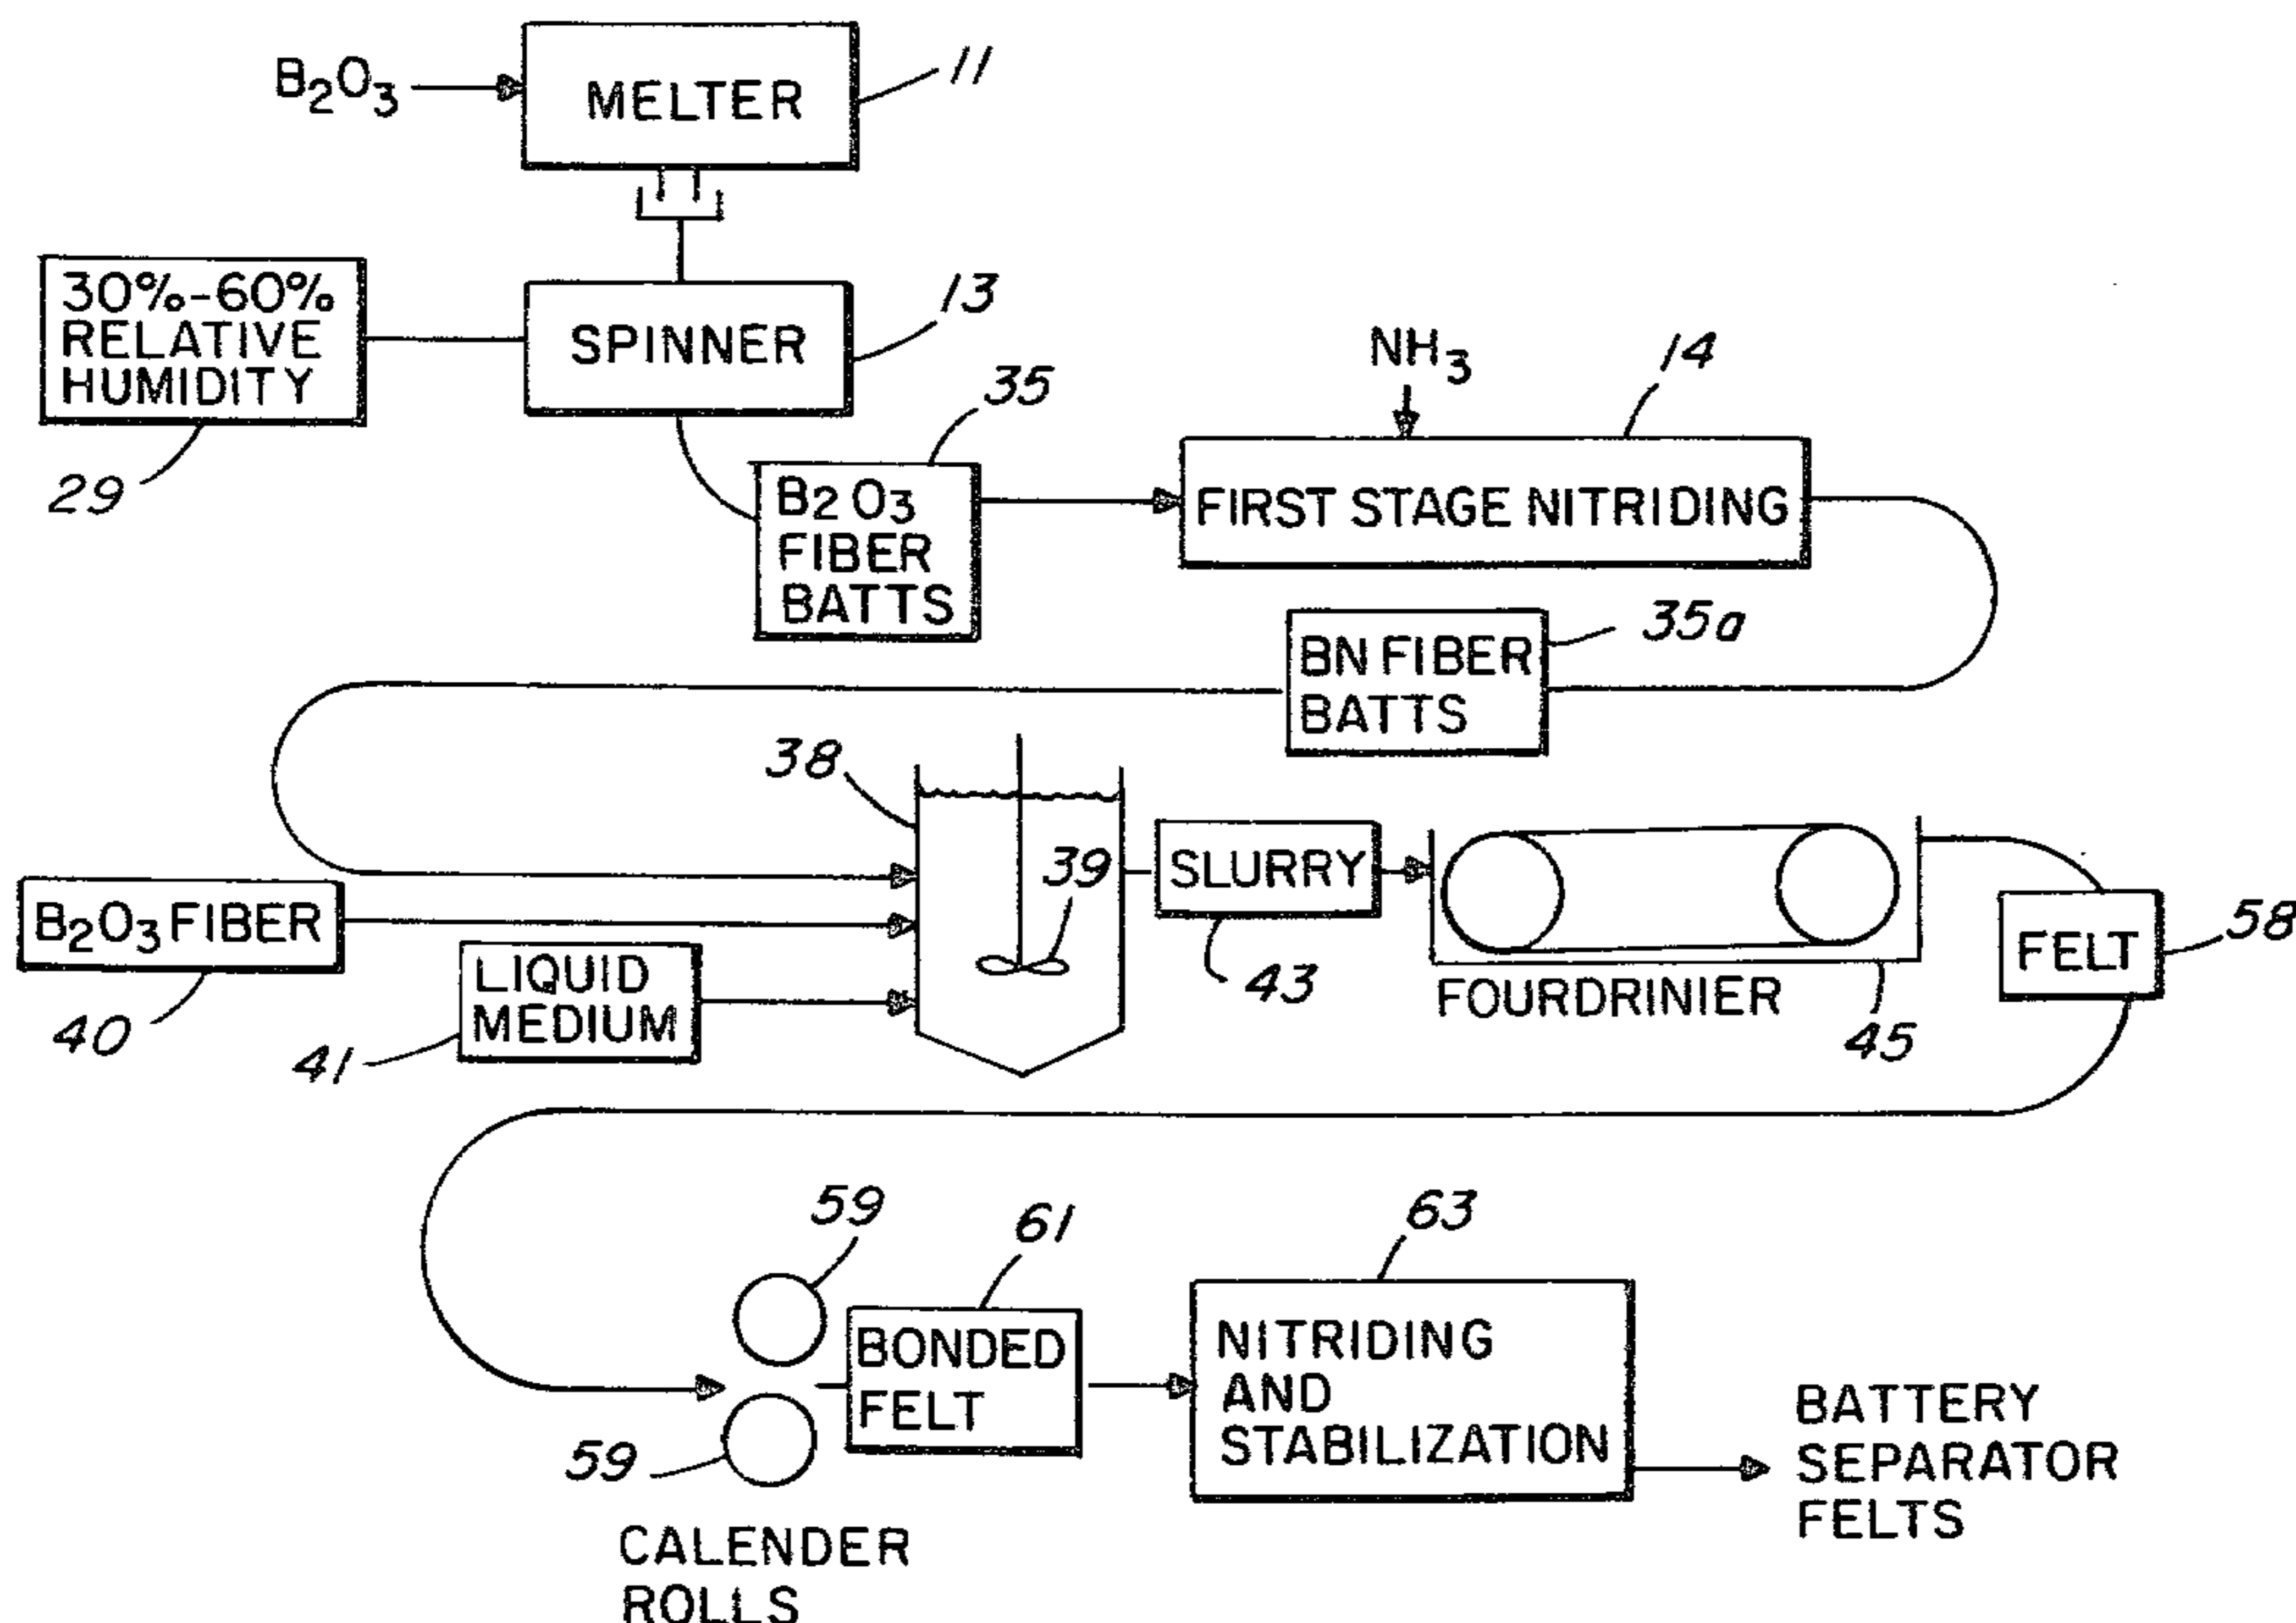 B₂O₃
MELTER
11
30%-60%
RELATIVE
HUMIDITY
29
SPINNER
13
35
B₂O₃
FIBER
BATTS
NH₃
14
FIRST STAGE NITRIDING
BN FIBER
BATTS
35a
38
39
B₂O₃ FIBER
40
LIQUID
MEDIUM
41
SLURRY
43
FOURDRINIER
45
FELT
58
59
59
CALENDER
ROLLS
61
BONDED
FELT
63
NITRIDING
AND
STABILIZATION
BATTERY
SEPARATOR
FELTS